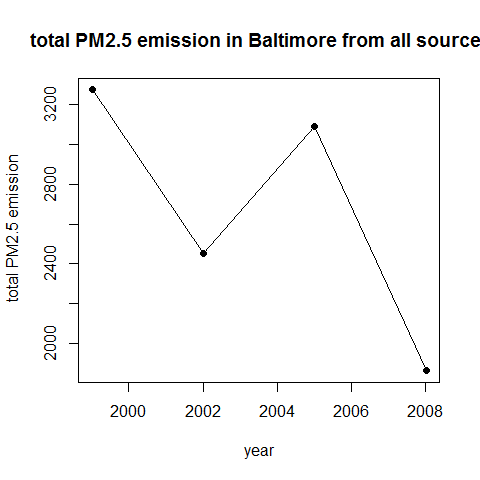 total PM2.5 emission in Baltimore from all source
total PM2.5 emission
3200
2800
2400
2000
2000 2002 2004 2006 2008
year